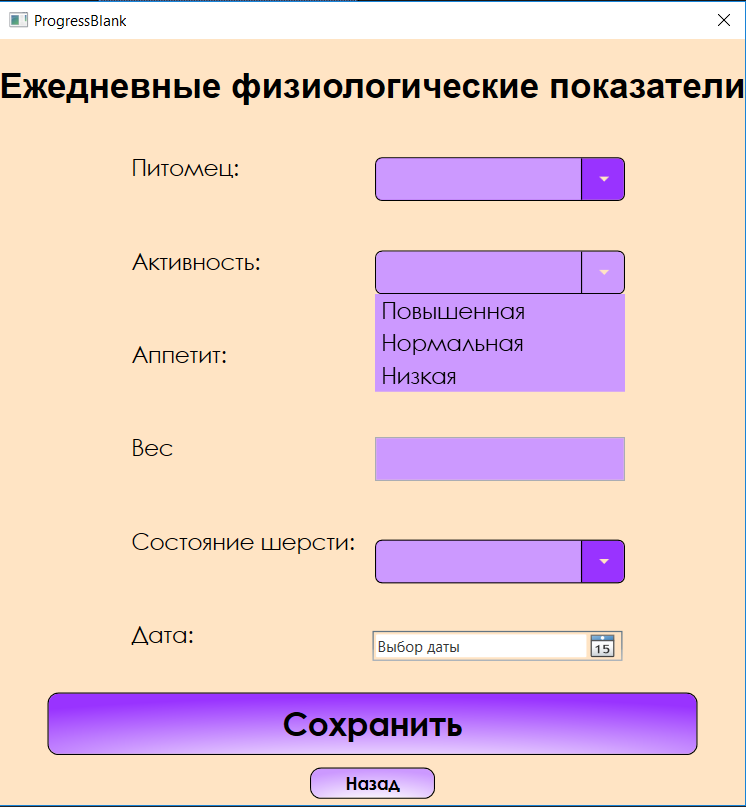 ProgressBlank
Ежедневные физиологические показатели
Питомец:
Активность:
Повышенная
Нормальная
Аппетит:
Низкая
Вес
Состояние шерсти:
Дата:
Выбор даты
15
Сохранить
Назад